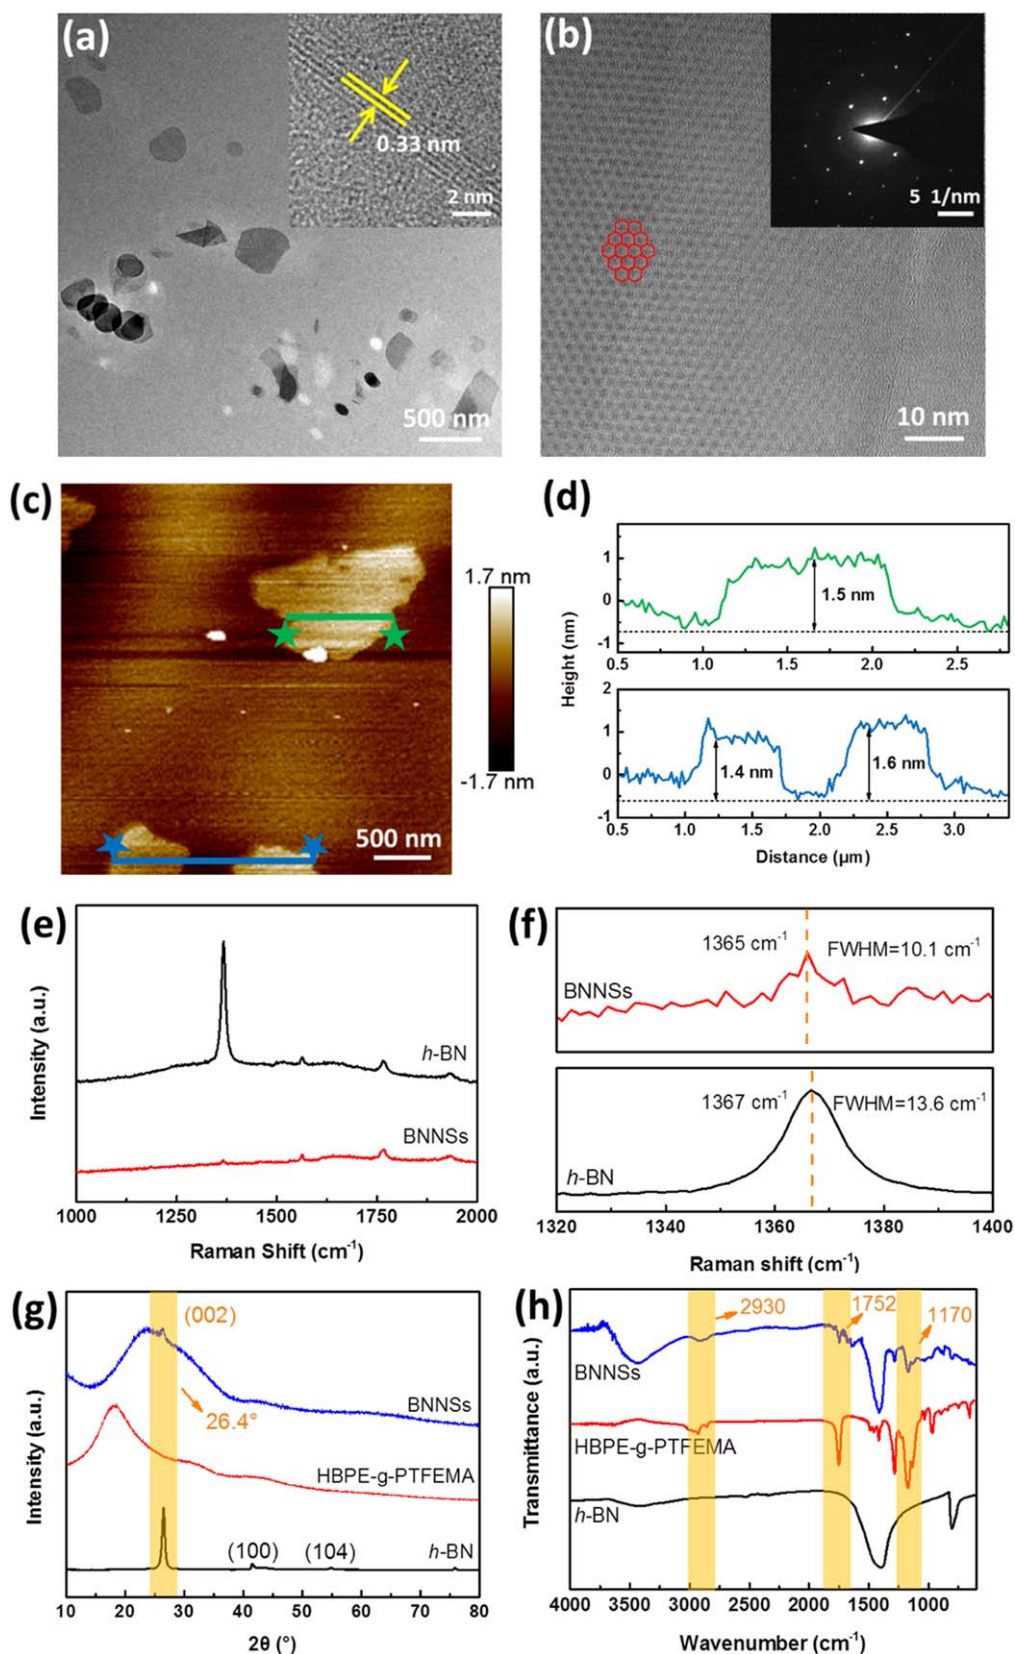 (a)
0.33 nm
2 nm
500 nm
(b)
5 1/nm
10 nm
(c)
1.7 nm
-1.7 nm
500 nm
(d)
Height (nm)
1
0
-1
1.5 nm
0.5 1.0 1.5 2.0 2.5
2
1
0
-1
1.4 nm
1.6 nm
0.5 1.0 1.5 2.0 2.5 3.0
Distance (µm)
(e)
Intensity (a.u.)
h-BN
BNNSs
1000 1250 1500 1750 2000
Raman Shift (cm⁻¹)
(f)
1365 cm⁻¹ FWHM=10.1 cm⁻¹
BNNSs
1367 cm⁻¹ FWHM=13.6 cm⁻¹
h-BN
1320 1340 1360 1380 1400
Raman shift (cm⁻¹)
(g)
Intensity (a.u.)
(002)
26.4°
BNNSs
HBPE-g-PTFEMA
(100) (104) h-BN
10 20 30 40 50 60 70 80
2θ (°)
(h)
Transmittance (a.u.)
2930 1752 1170
BNNSs
HBPE-g-PTFEMA
h-BN
4000 3500 3000 2500 2000 1500 1000
Wavenumber (cm⁻¹)